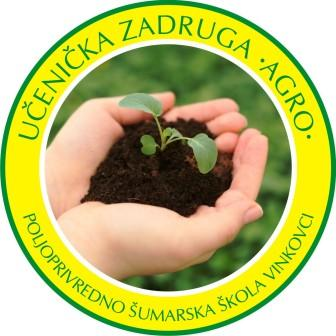 UČENIČKA ZADRUGA ·AGRO·
POLJOPRIVREDNO ŠUMARSKA ŠKOLA VINKOVCI